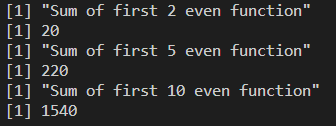 [1] "Sum of first 2 even function"
[1] 20
[1] "Sum of first 5 even function"
[1] 220
[1] "Sum of first 10 even function"
[1] 1540